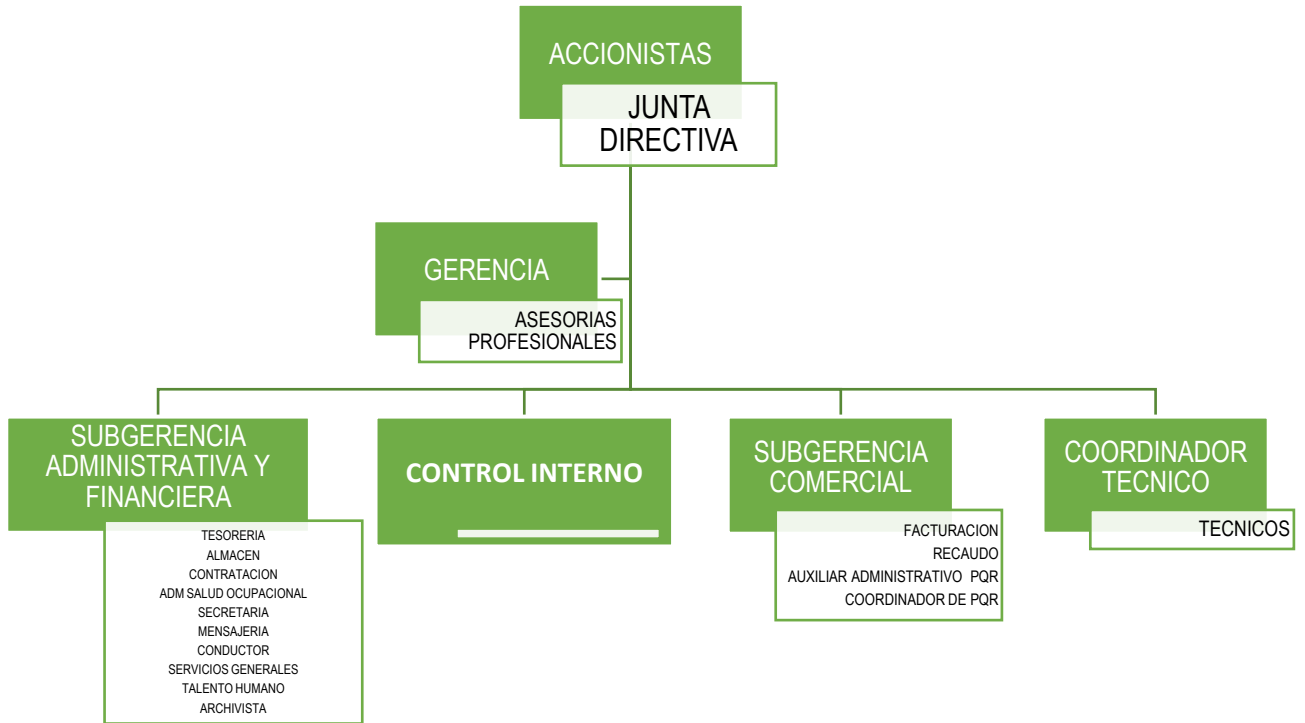 ACCIONISTAS
JUNTA
DIRECTIVA
GERENCIA
ASESORIAS
PROFESIONALES
SUBGERENCIA
ADMINISTRATIVA Y
FINANCIERA
TESORERIA
ALMACEN
CONTRATACION
ADM SALUD OCUPACIONAL
SECRETARIA
MENSAJERIA
CONDUCTOR
SERVICIOS GENERALES
TALENTO HUMANO
ARCHIVISTA
CONTROL INTERNO
SUBGERENCIA
COMERCIAL
FACTURACION
RECAUDO
AUXILIAR ADMINISTRATIVO PQR
COORDINADOR DE PQR
COORDINADOR
TECNICO
TECNICOS